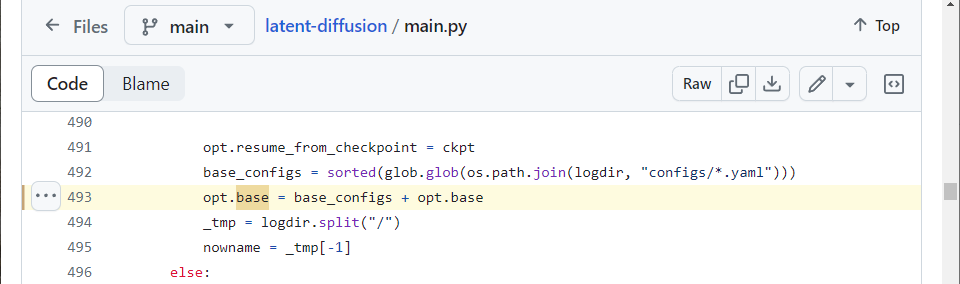 Files main latent-diffusion / main.py Top
Code Blame Raw
490
491 opt.resume_from_checkpoint = ckpt
492 base_configs = sorted(glob.glob(os.path.join(logdir, "configs/*.yaml")))
493 opt.base = base_configs + opt.base
494 _tmp = logdir.split("/")
495 nowname = _tmp[-1]
496 else: